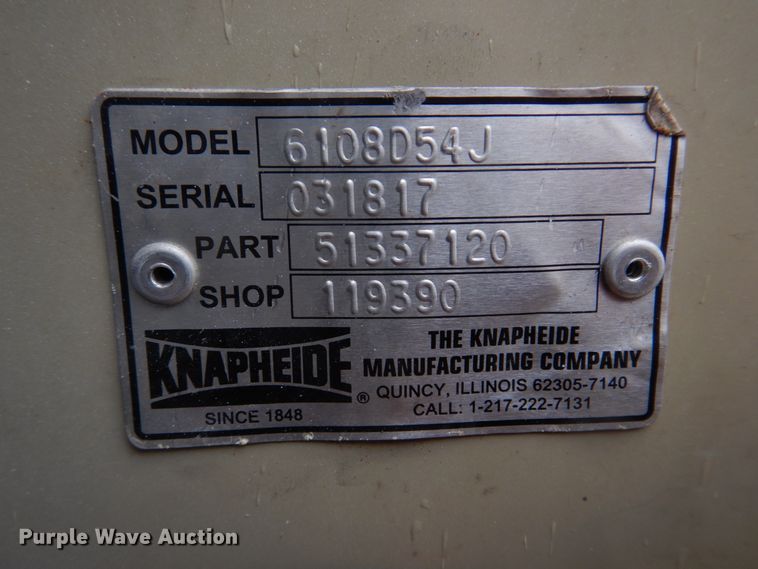 MODEL 6108D54J
SERIAL 031817
PART 51337120
SHOP 119390
KNAPHEIDE ®
SINCE 1848
THE KNAPHEIDE
MANUFACTURING COMPANY
QUINCY, ILLINOIS 62305-7140
CALL: 1-217-222-7131
Purple Wave Auction